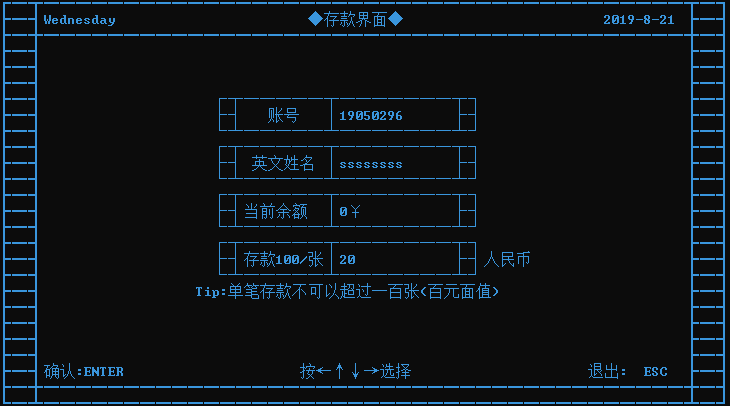 Wednesday ◆存款界面◆ 2019-8-21
账号 19050296
英文姓名 ssssssss
当前余额 0￥
存款100/张 20 人民币
Tip:单笔存款不可以超过一百张(百元面值)
确认:ENTER 按←↑↓→选择 退出: ESC